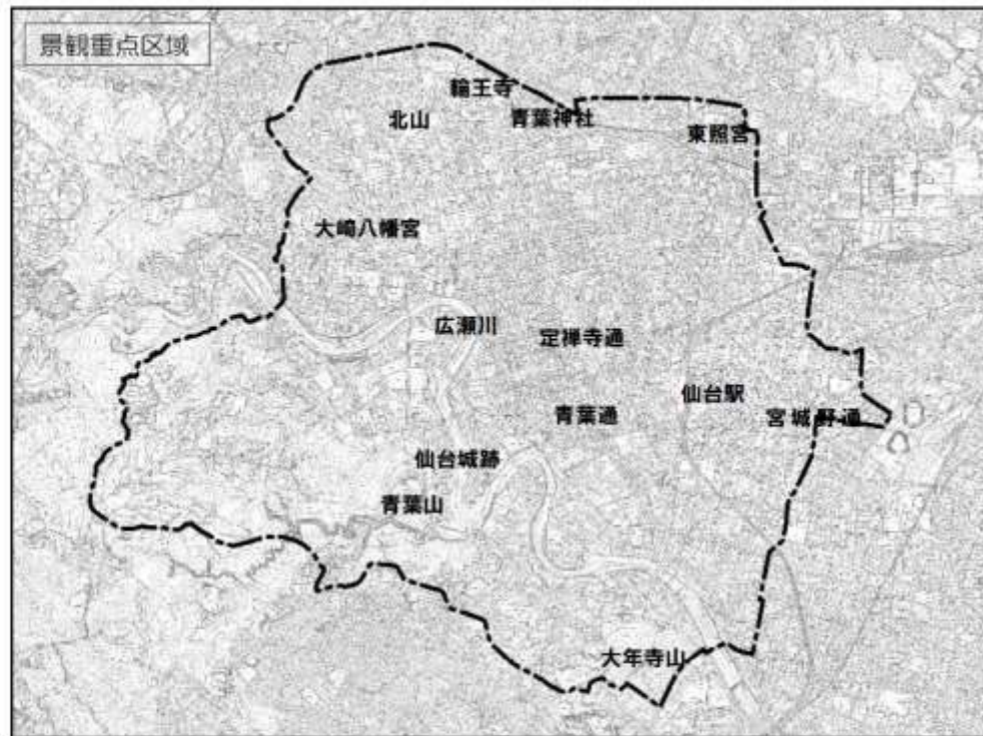 景観重点区域
輪王寺
北山
青葉神社
東照宮
大崎八幡宮
広瀬川
定禅寺通
仙台駅
青葉通
宮城野通
仙台城跡
青葉山
大年寺山